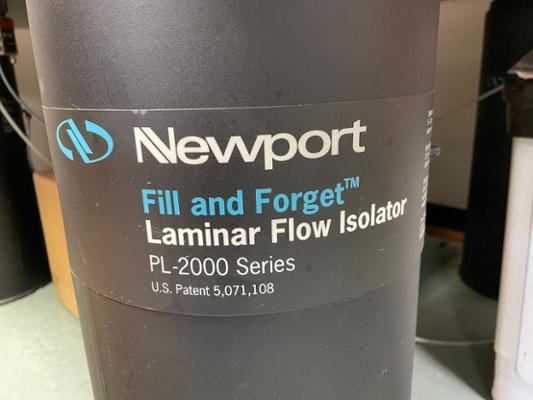 Newport
Fill and Forget™
Laminar Flow Isolator
PL-2000 Series
U.S. Patent 5,071,108